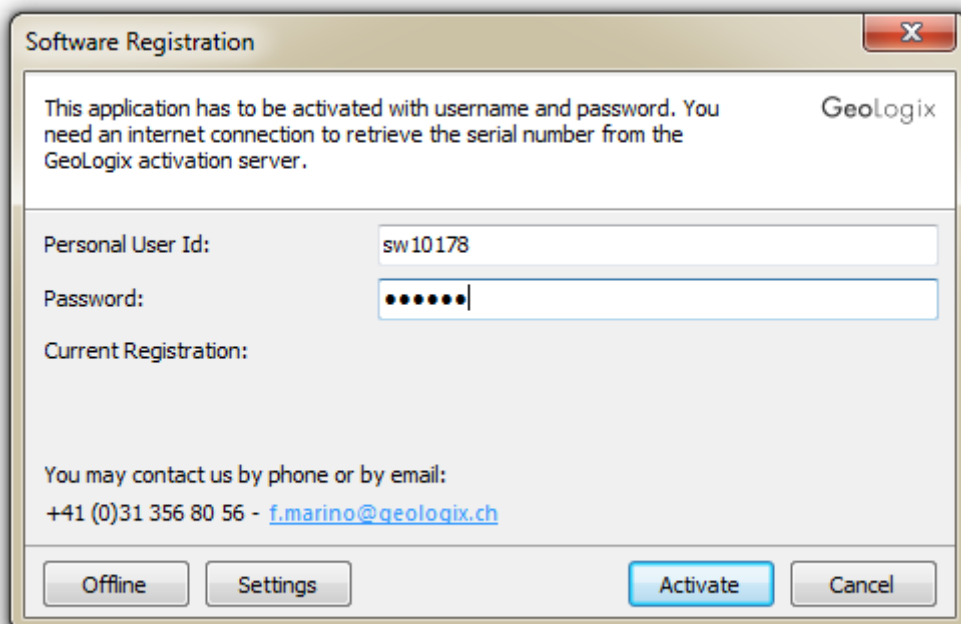 Software Registration
This application has to be activated with username and password. You
need an internet connection to retrieve the serial number from the
GeoLogix activation server.
GeoLogix
Personal User Id:
sw10178
Password:
••••••
Current Registration:
You may contact us by phone or by email:
+41 (0)31 356 80 56 - f.marino@geologix.ch
Offline
Settings
Activate
Cancel